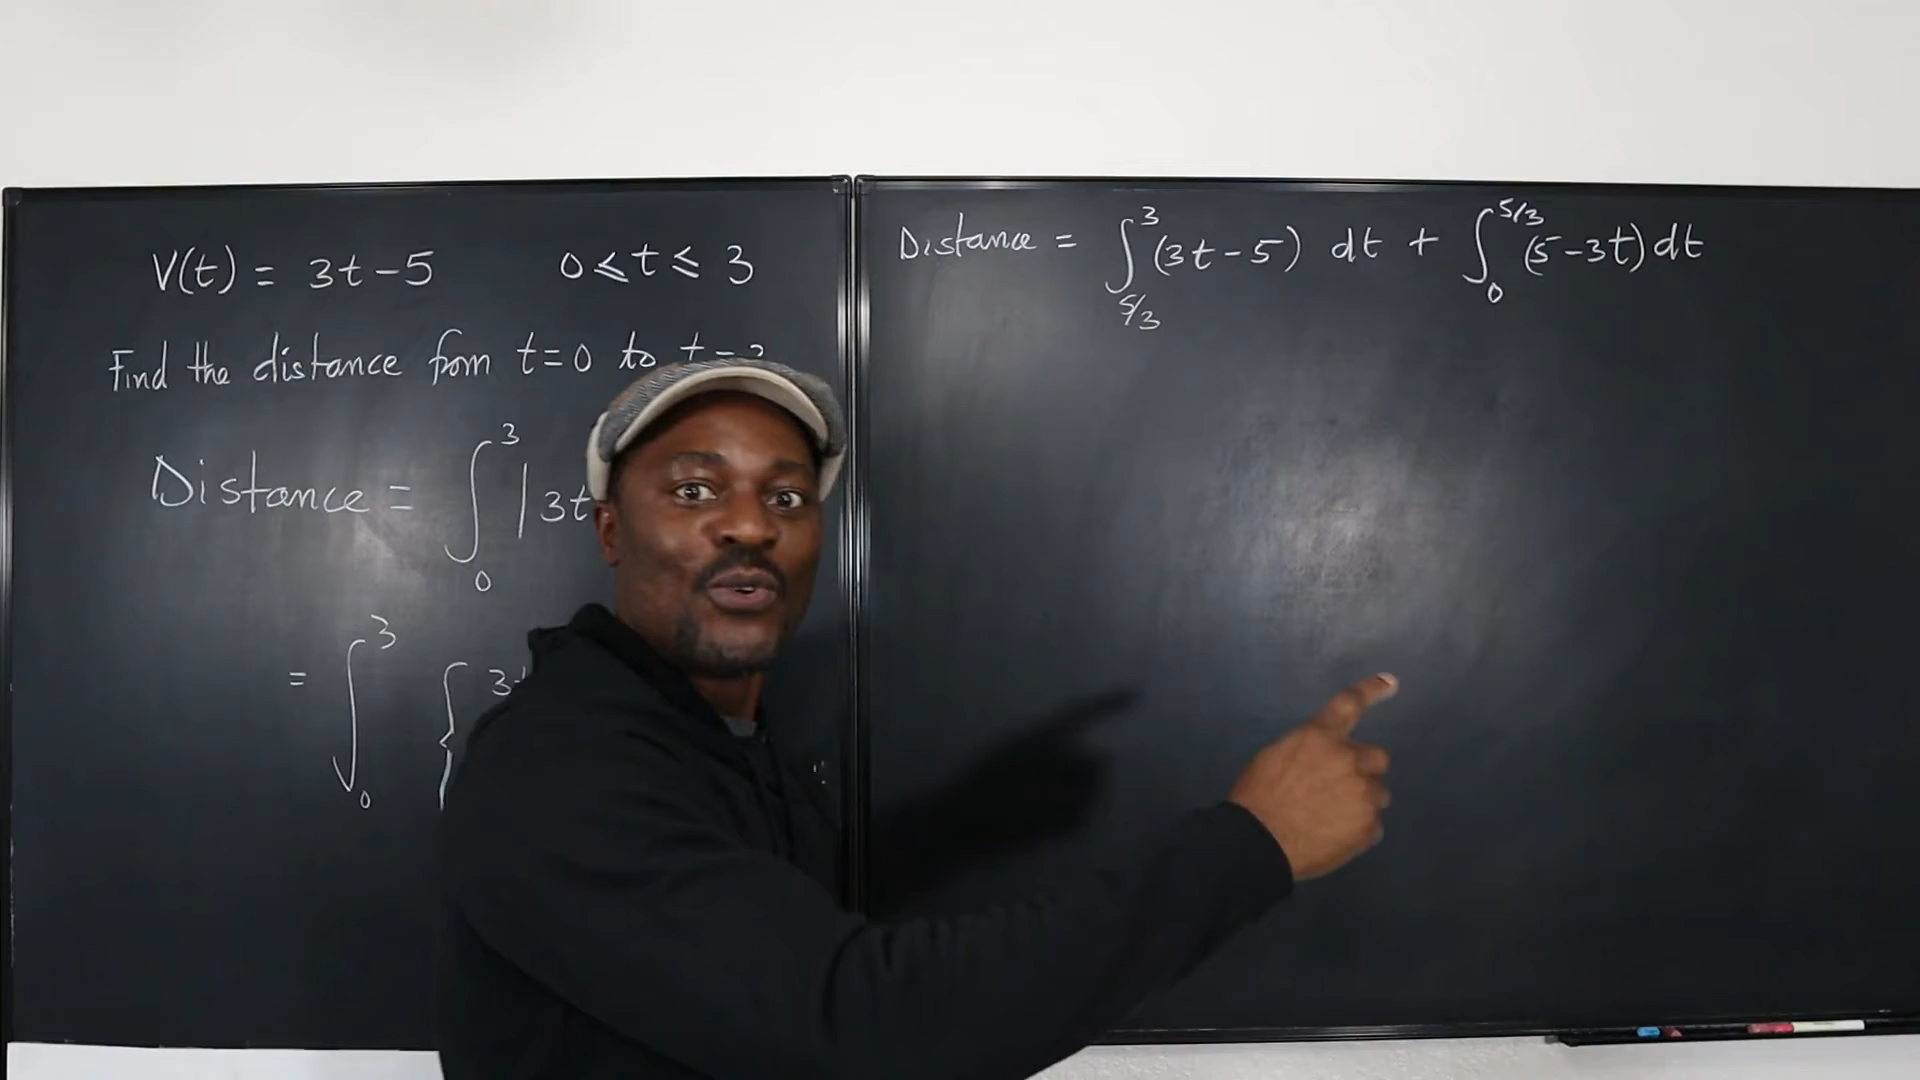 V(t) = 3t-5 0 ⩽ t ⩽ 3
Find the distance from t=0 to t=
Distance = ∫₀³ |3t
= ∫₀³ { 3t
Distance = ∫_{5/3}^{3} (3t-5) dt + ∫_{0}^{5/3} (5-3t) dt